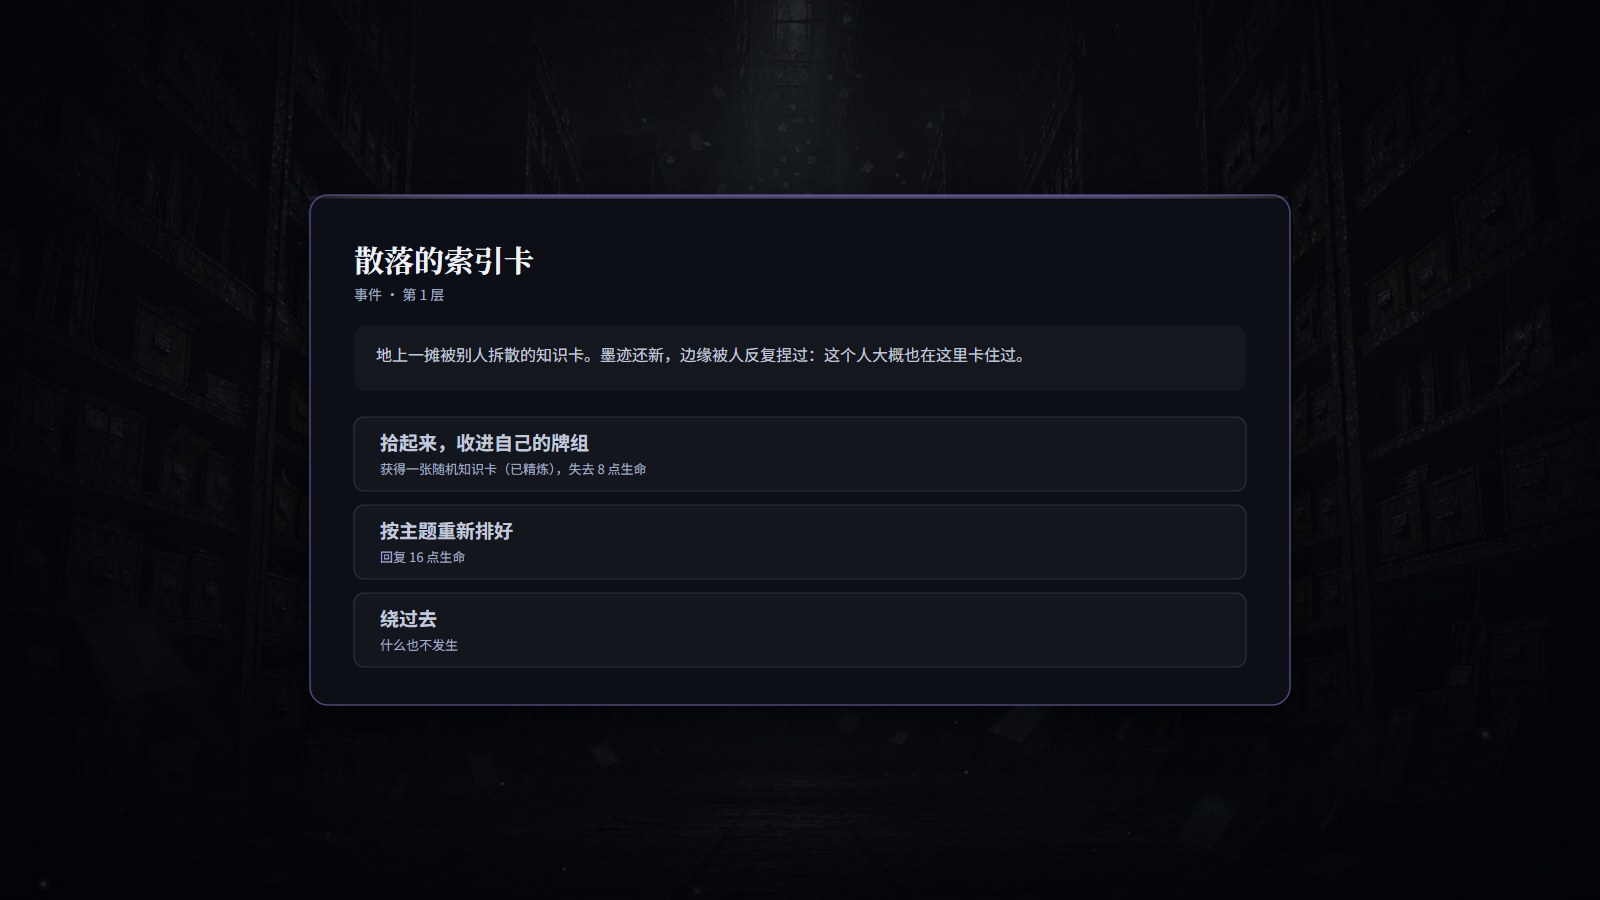 散落的索引卡
事件 · 第 1 层
地上一摊被别人拆散的知识卡。墨迹还新，边缘被人反复捏过：这个人大概也在这里卡住过。
拾起来，收进自己的牌组
获得一张随机知识卡（已精炼），失去 8 点生命
按主题重新排好
回复 16 点生命
绕过去
什么也不发生